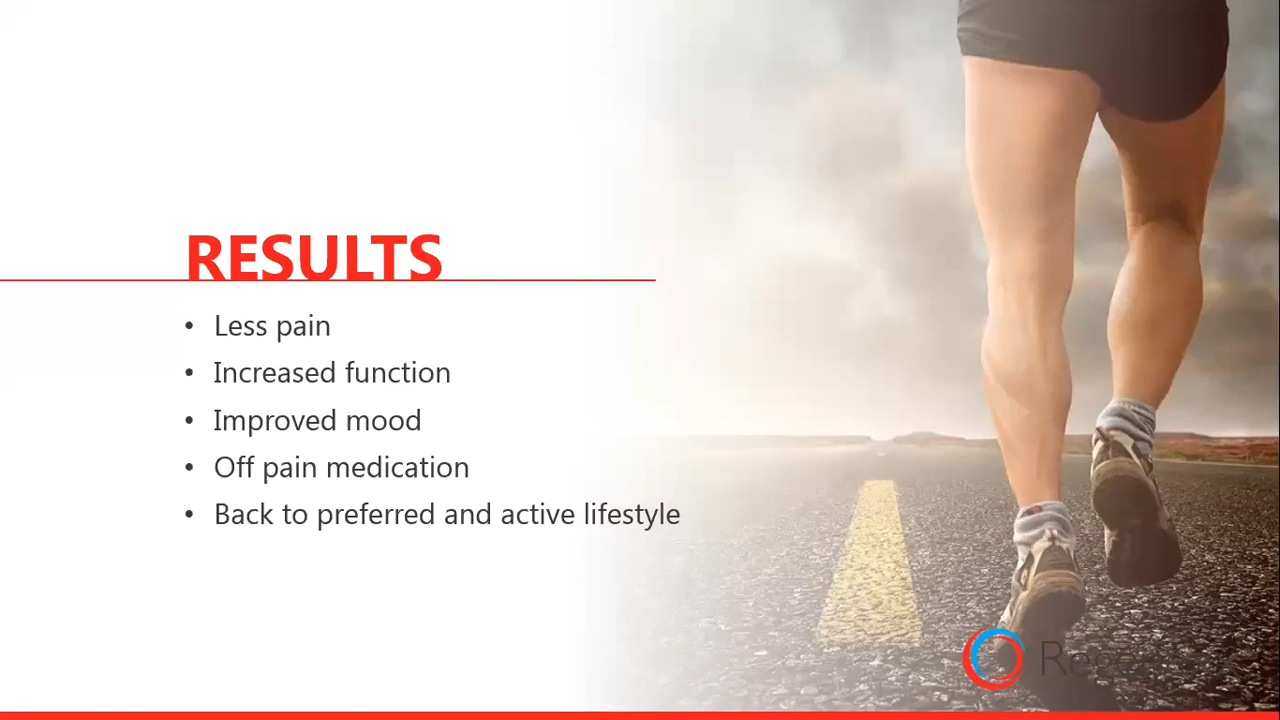 RESULTS
• Less pain
• Increased function
• Improved mood
• Off pain medication
• Back to preferred and active lifestyle